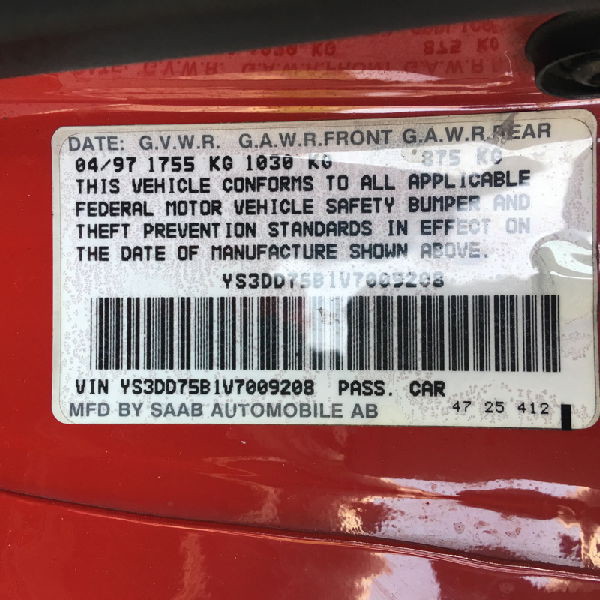 DATE: G.V.W.R. G.A.W.R.FRONT G.A.W.R.REAR
04/97 1755 KG 1030 KG 875 KG
THIS VEHICLE CONFORMS TO ALL APPLICABLE
FEDERAL MOTOR VEHICLE SAFETY BUMPER AND
THEFT PREVENTION STANDARDS IN EFFECT ON
THE DATE OF MANUFACTURE SHOWN ABOVE.
YS3DD75B1V7009208
VIN YS3DD75B1V7009208 PASS. CAR
MFD BY SAAB AUTOMOBILE AB 47 25 412